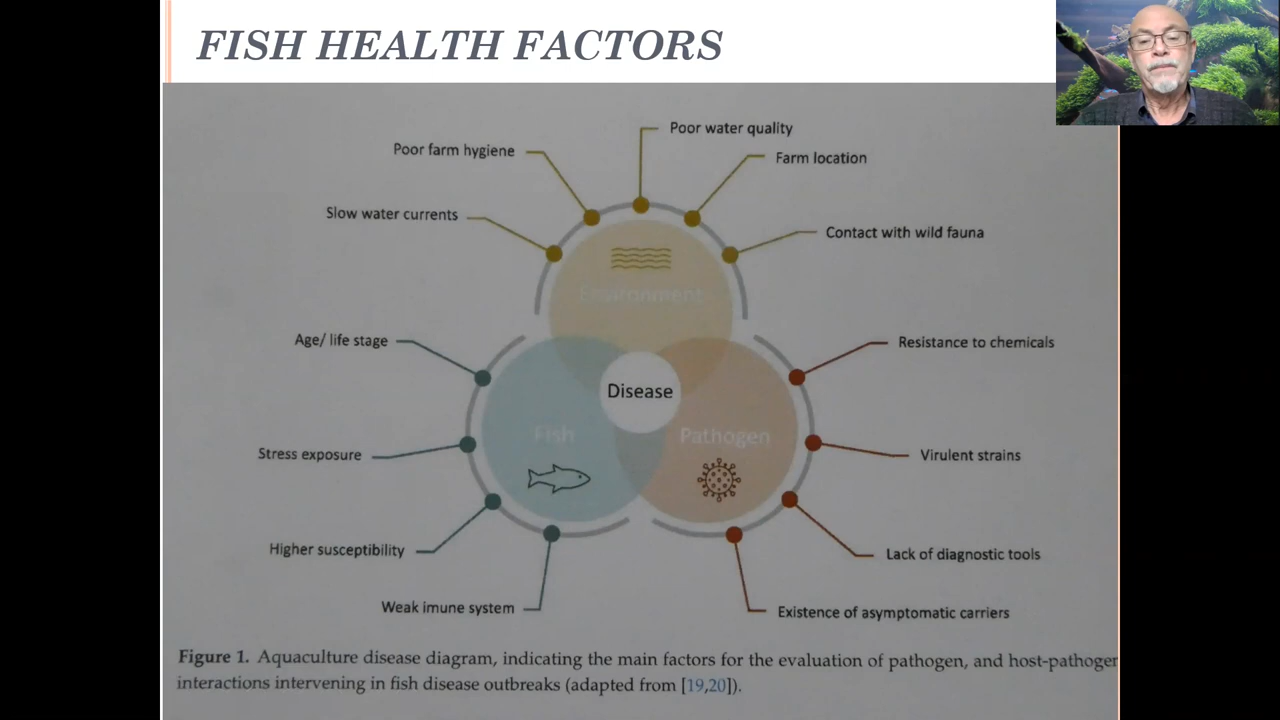 FISH HEALTH FACTORS
Poor water quality
Poor farm hygiene
Farm location
Slow water currents
Contact with wild fauna
Environment
Age/ life stage
Resistance to chemicals
Disease
Fish
Pathogen
Stress exposure
Virulent strains
Higher susceptibility
Lack of diagnostic tools
Weak imune system
Existence of asymptomatic carriers
Figure 1. Aquaculture disease diagram, indicating the main factors for the evaluation of pathogen, and host-pathogen
interactions intervening in fish disease outbreaks (adapted from [19,20]).